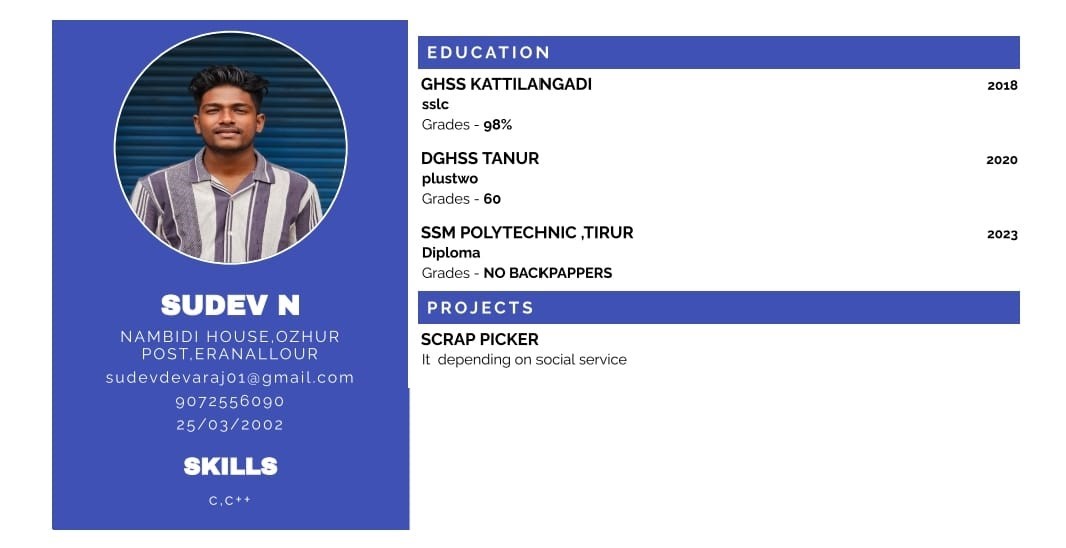 SUDEV N
NAMBIDI HOUSE,OZHUR
POST,ERANALLOUR
sudevdevaraj01@gmail.com
9072556090
25/03/2002
SKILLS
C,C++
EDUCATION
GHSS KATTILANGADI 2018
sslc
Grades - 98%
DGHSS TANUR 2020
plustwo
Grades - 60
SSM POLYTECHNIC ,TIRUR 2023
Diploma
Grades - NO BACKPAPPERS
PROJECTS
SCRAP PICKER
It depending on social service